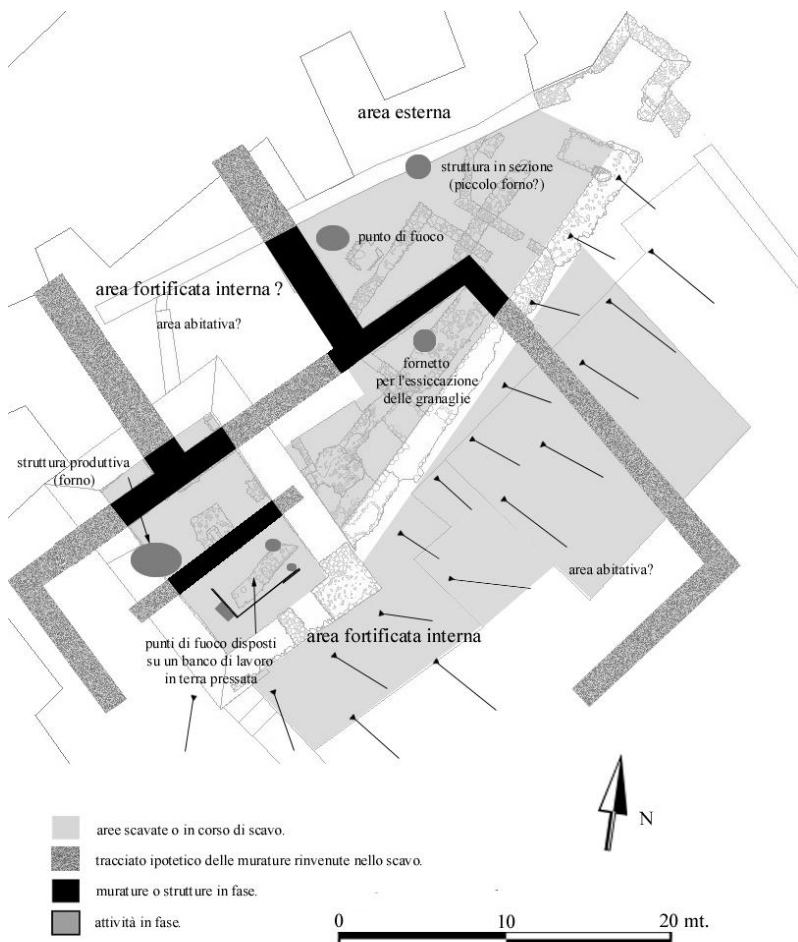 area esterna
struttura in sezione
(piccolo forno?)
punto di fuoco
area fortificata interna ?
area abitativa?
fornetto
per l'essiccazione
delle granaglie
struttura produttiva
(forno)
area abitativa?
area fortificata interna
punti di fuoco disposti
su un banco di lavoro
in terra pressata
N
aree scavate o in corso di scavo.
tracciato ipotetico delle murature rinvenute nello scavo.
murature o strutture in fase.
attività in fase.
0 10 20 mt.